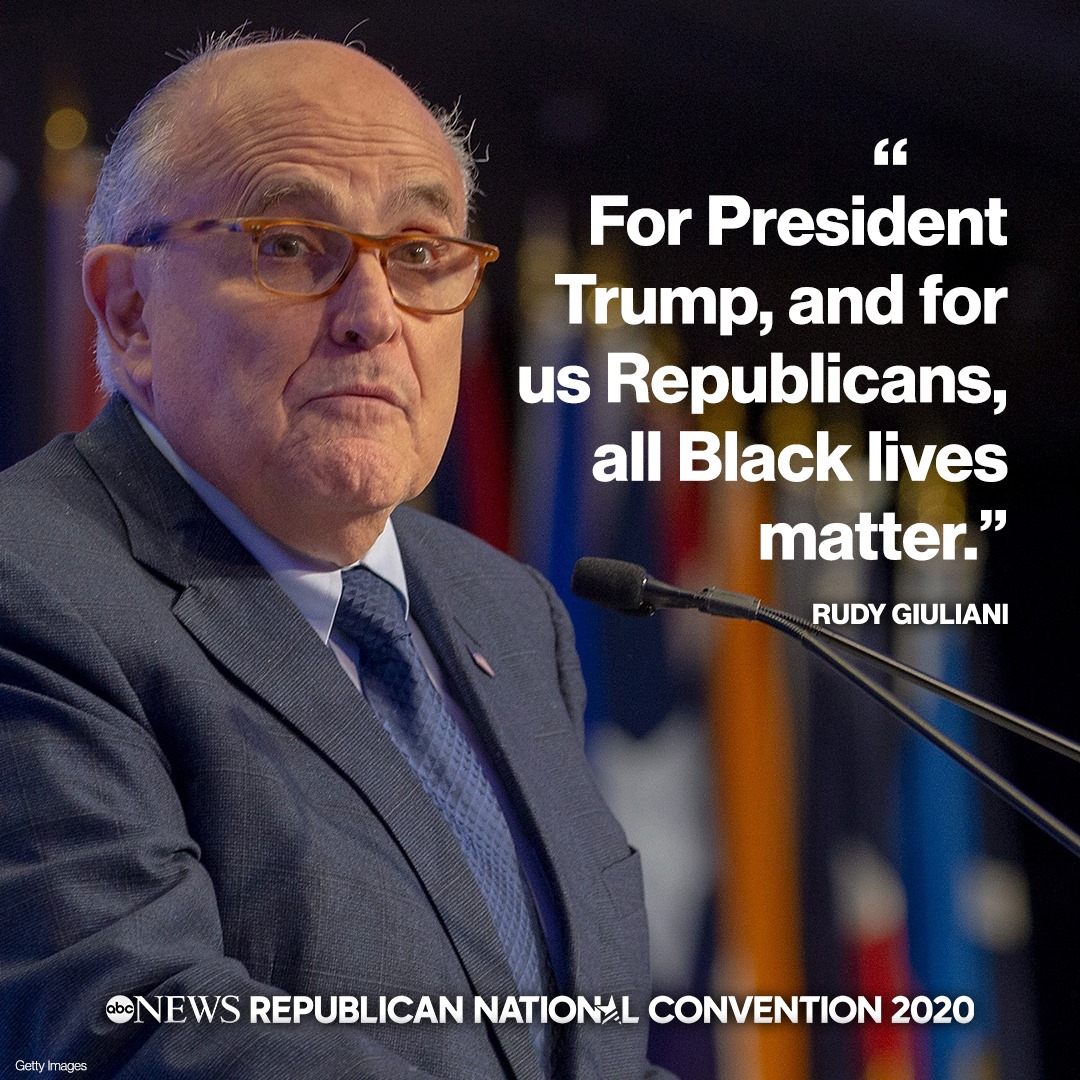 “
For President
Trump, and for
us Republicans,
all Black lives
matter.”
RUDY GIULIANI
abc NEWS REPUBLICAN NATIONAL CONVENTION 2020
Getty Images